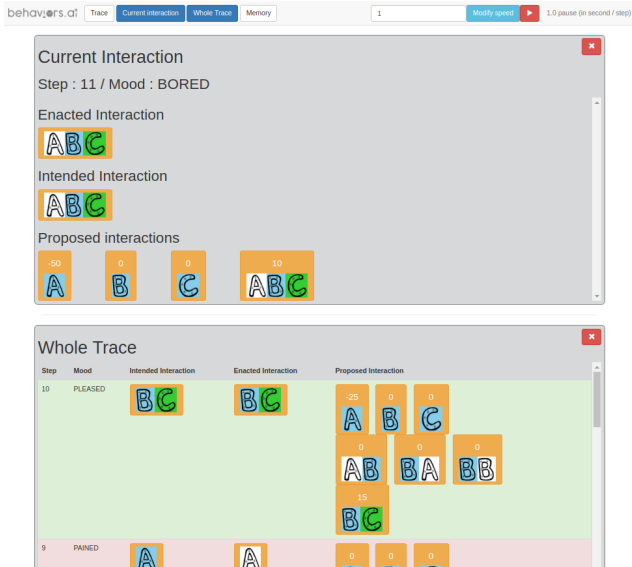 behaviors.ai Trace Current interaction Whole Trace Memory 1 Modify speed 1.0 pause (in second / step)
Current Interaction
Step : 11 / Mood : BORED
Enacted Interaction
ABC
Intended Interaction
ABC
Proposed interactions
-50 0 0 10
A B C ABC
Whole Trace
Step Mood Intended Interaction Enacted Interaction Proposed Interaction
10 PLEASED BC BC -25 0 0
A B C
0 0 0
AB BA BB
15
BC
9 PAINED A A 0 0 0